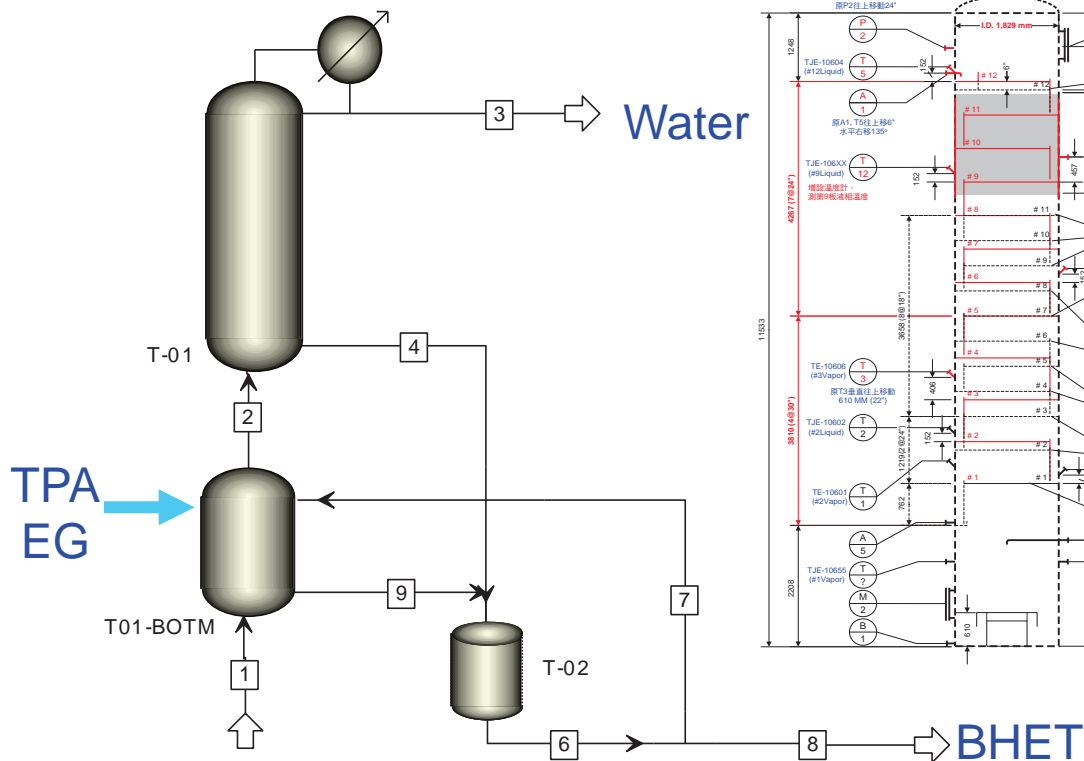 3
Water
T-01
4
2
TPA
EG
9
7
T01-BOTM
1
T-02
6
8
BHET
原P2往上移動24"
I.D. 1,829 mm
P
2
1248
TJE-10604
(#12Liquid)
T
5
152
6"
# 12
# 12
A
1
原A1, T5往上移6"
水平右移135°
# 11
# 10
TJE-106XX
(#9Liquid)
T
12
152
457
增設溫度計，
測第9板液相溫度
# 9
4267 (7@24")
# 8
# 11
# 10
# 7
# 9
# 6
# 8
152
3658 (8@18")
# 5
# 7
11533
# 6
# 4
# 5
TE-10606
(#3Vapor)
T
3
406
原T3垂直往上移動
610 MM (22")
# 4
# 3
# 3
3810 (4@30")
TJE-10602
(#2Liquid)
T
2
152
1219(2@24")
# 2
# 2
# 1
# 1
TE-10601
(#2Vapor)
T
1
762
A
5
TJE-10655
(#1Vapor)
T
?
2208
M
2
610
B
1